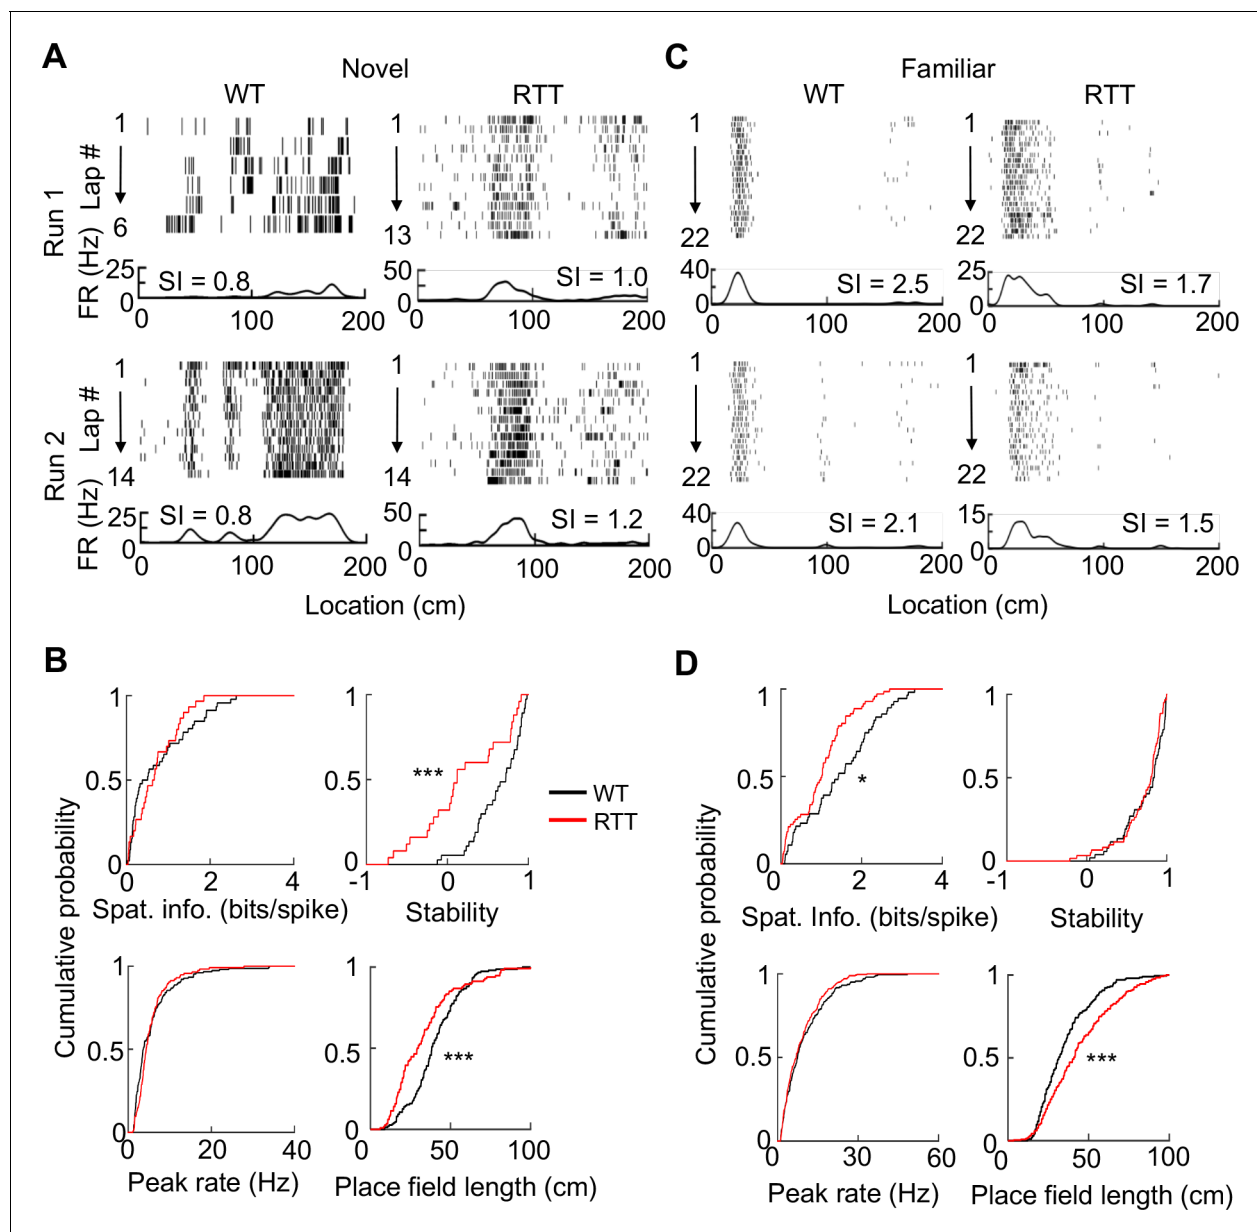 A
Novel
WT
RTT
Run 1
Lap #
1
6
1
13
FR (Hz)
25
0
SI = 0.8
0
100
200
50
0
SI = 1.0
0
100
200
Run 2
Lap #
1
14
1
14
FR (Hz)
25
0
SI = 0.8
0
100
200
50
0
SI = 1.2
0
100
200
Location (cm)
C
Familiar
WT
RTT
1
22
1
22
40
0
SI = 2.5
0
100
200
25
0
SI = 1.7
0
100
200
1
22
1
22
40
0
SI = 2.1
0
100
200
15
0
SI = 1.5
0
100
200
Location (cm)
B
Cumulative probability
1
0.5
0
0
2
4
Spat. info. (bits/spike)
1
0.5
0
-1
0
1
***
Stability
WT
RTT
1
0.5
0
0
20
40
Peak rate (Hz)
1
0.5
0
0
50
100
***
Place field length (cm)
D
Cumulative probability
1
0.5
0
0
2
4
*
Spat. Info. (bits/spike)
1
0.5
0
-1
0
1
Stability
1
0.5
0
0
30
60
Peak rate (Hz)
1
0.5
0
0
50
100
***
Place field length (cm)